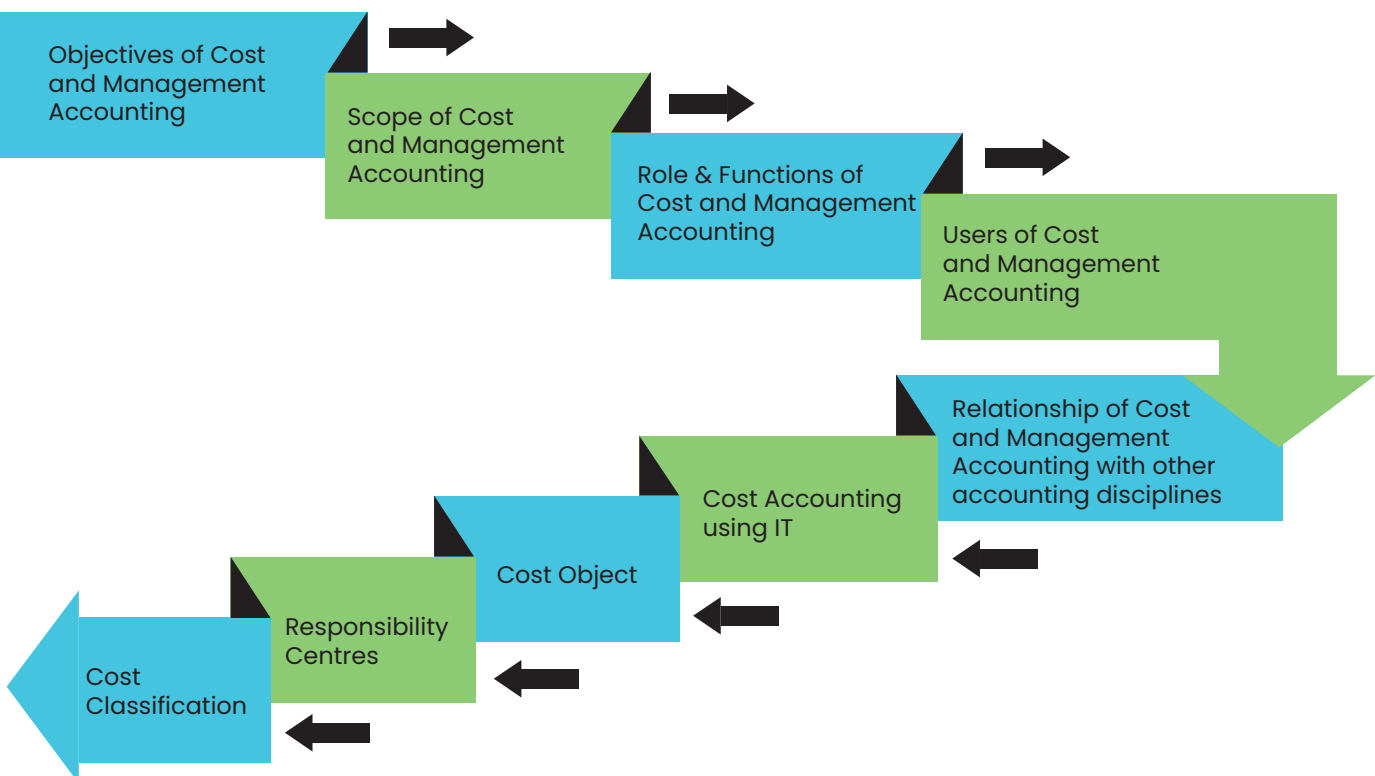 Objectives of Cost
and Management
Accounting
Scope of Cost
and Management
Accounting
Role & Functions of
Cost and Management
Accounting
Users of Cost
and Management
Accounting
Relationship of Cost
and Management
Accounting with other
accounting disciplines
Cost Accounting
using IT
Cost Object
Responsibility
Centres
Cost
Classification